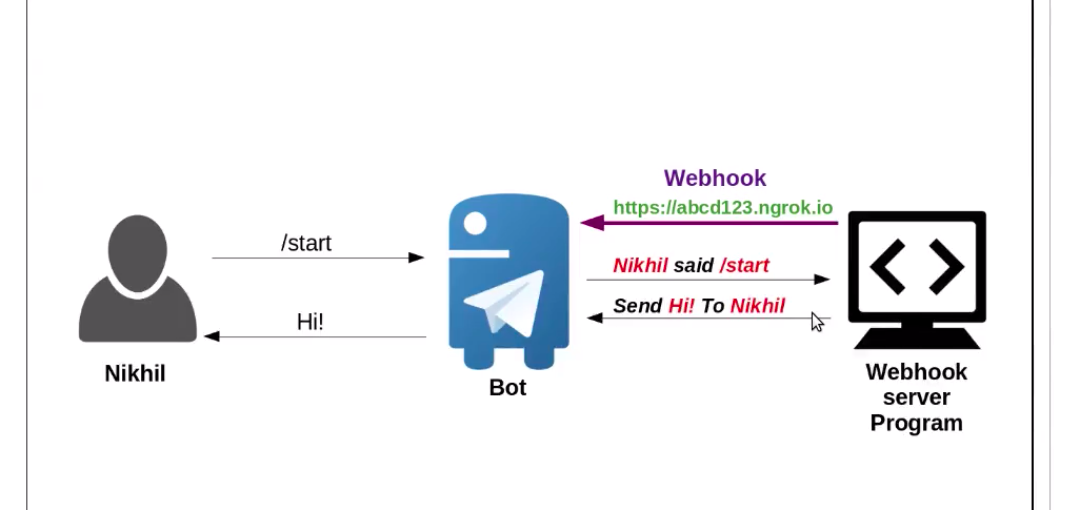 Webhook
https://abcd123.ngrok.io
/start
Nikhil said /start
Send Hi! To Nikhil
Hi!
Nikhil
Bot
Webhook
server
Program